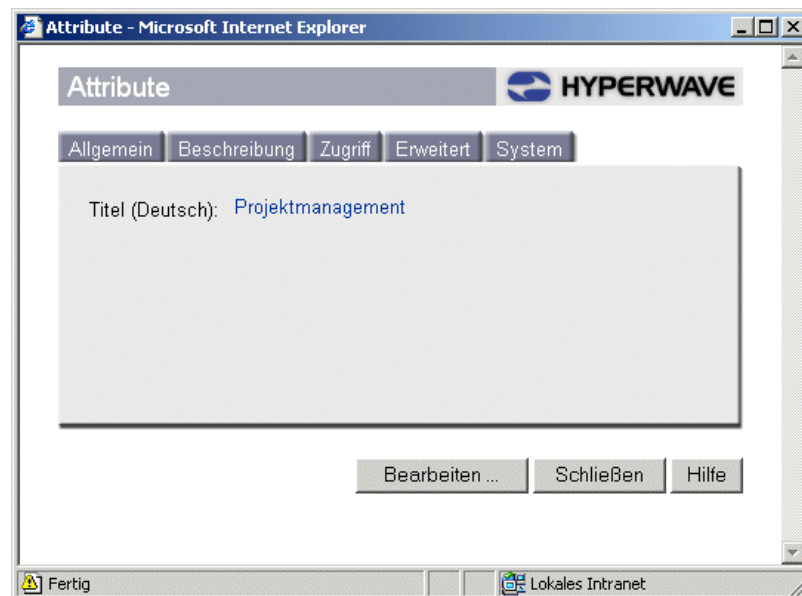 Attribute - Microsoft Internet Explorer
Attribute
HYPERWAVE
Allgemein Beschreibung Zugriff Erweitert System
Titel (Deutsch): Projektmanagement
Bearbeiten ... Schließen Hilfe
Fertig Lokales Intranet